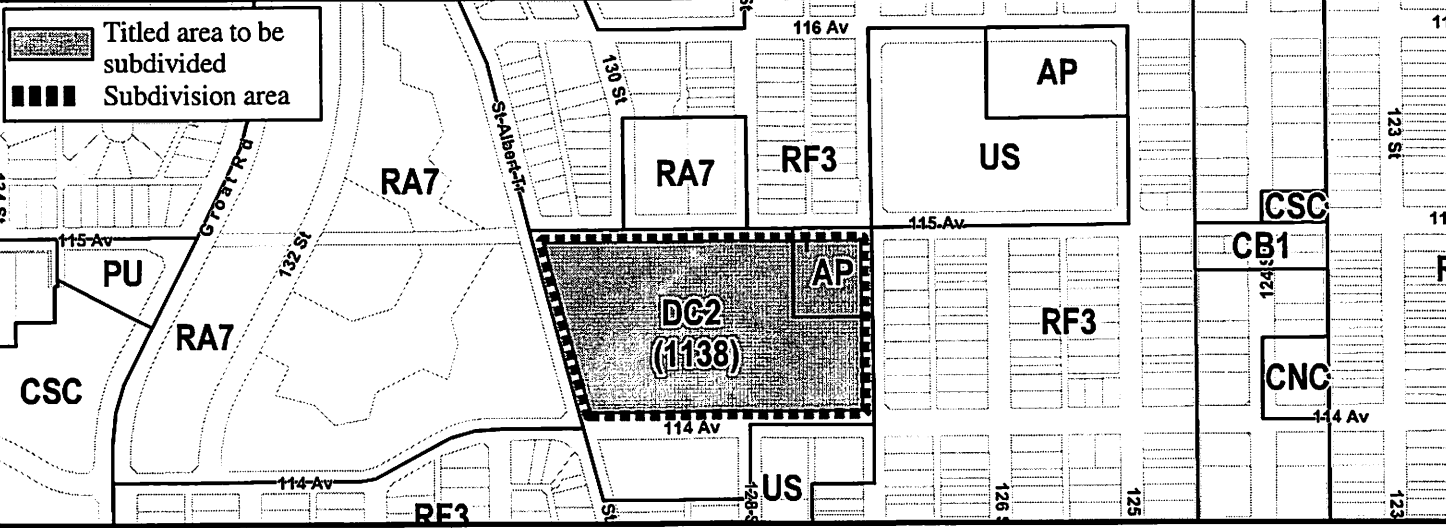 Titled area to be
subdivided
Subdivision area
116 Av
130 St
St Albert Tr
AP
123 St
RA7
RA7
RF3
US
CSC
Groat Rd
115 Av
115 Av
CB1
PU
132 St
AP
DC2
(1138)
RF3
RA7
CSC
CNC
114 Av
114 Av
114 Av
US
RF3
St
126 S
125
123